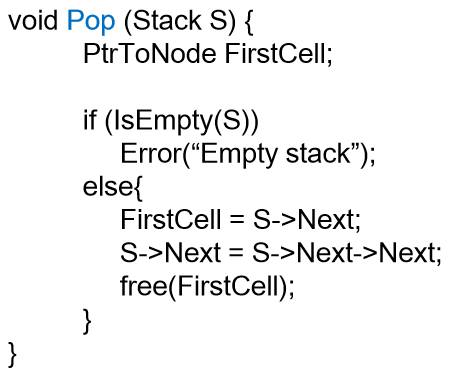 void Pop (Stack S) {
PtrToNode FirstCell;
if (IsEmpty(S))
Error(“Empty stack”);
else{
FirstCell = S->Next;
S->Next = S->Next->Next;
free(FirstCell);
}
}